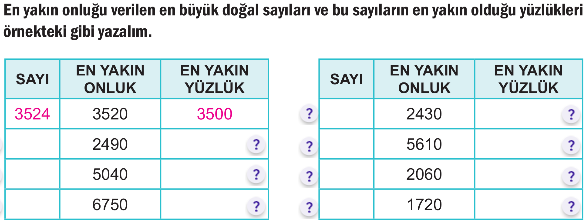 En yakın onluğu verilen en büyük doğal sayıları ve bu sayıların en yakın olduğu yüzlükleri
örnekteki gibi yazalım.
SAYI EN YAKIN ONLUK EN YAKIN YÜZLÜK
3524 3520 3500
2490 ?
5040 ?
6750 ?
SAYI EN YAKIN ONLUK EN YAKIN YÜZLÜK
? 2430 ?
? 5610 ?
? 2060 ?
? 1720 ?